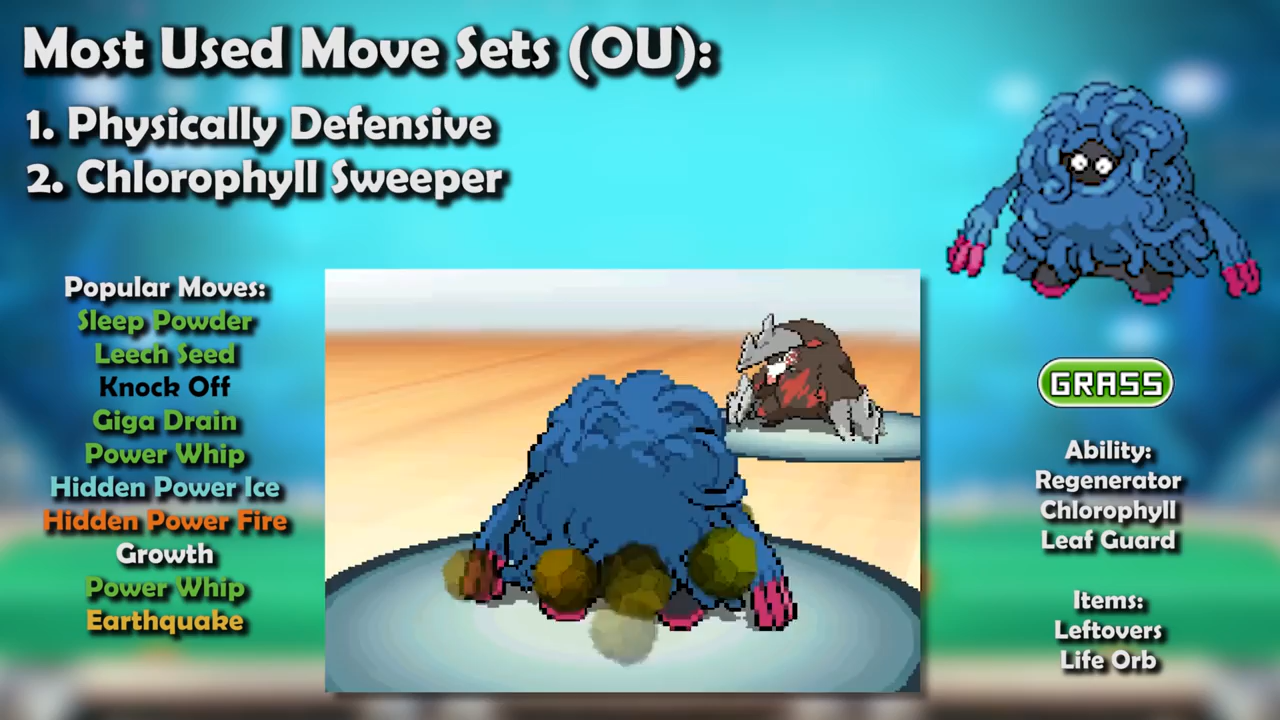 Most Used Move Sets (OU):
1. Physically Defensive
2. Chlorophyll Sweeper
Popular Moves:
Sleep Powder
Leech Seed
Knock Off
Giga Drain
Power Whip
Hidden Power Ice
Hidden Power Fire
Growth
Power Whip
Earthquake
GRASS
Ability:
Regenerator
Chlorophyll
Leaf Guard
Items:
Leftovers
Life Orb